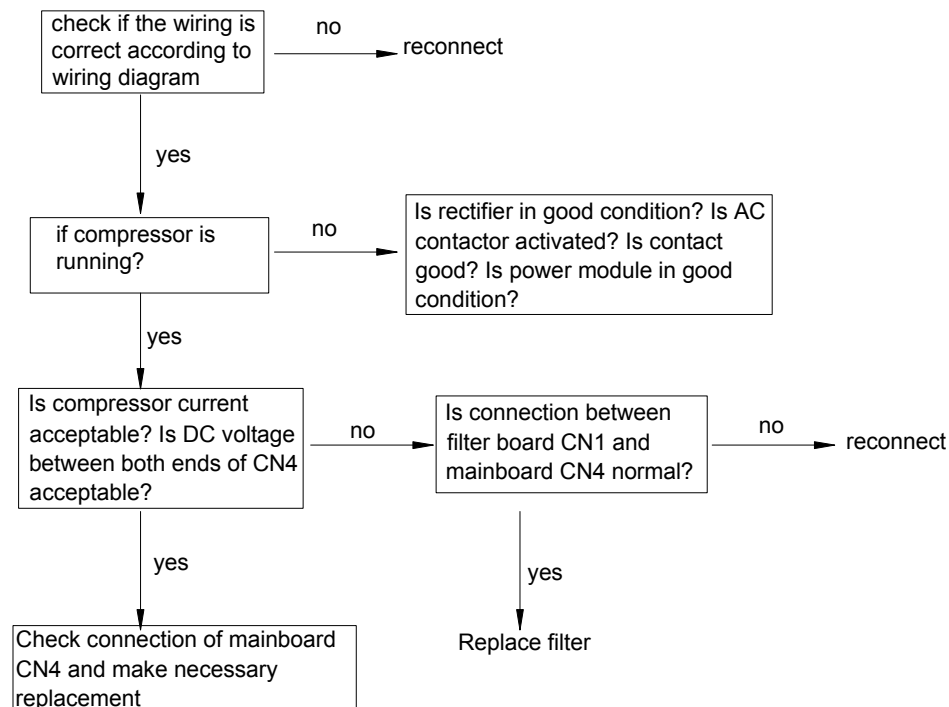 check if the wiring is
correct according to
wiring diagram
no
reconnect
yes
if compressor is
running?
no
Is rectifier in good condition? Is AC
contactor activated? Is contact
good? Is power module in good
condition?
yes
Is compressor current
acceptable? Is DC voltage
between both ends of CN4
acceptable?
no
Is connection between
filter board CN1 and
mainboard CN4 normal?
no
reconnect
yes
yes
Check connection of mainboard
CN4 and make necessary
replacement
Replace filter